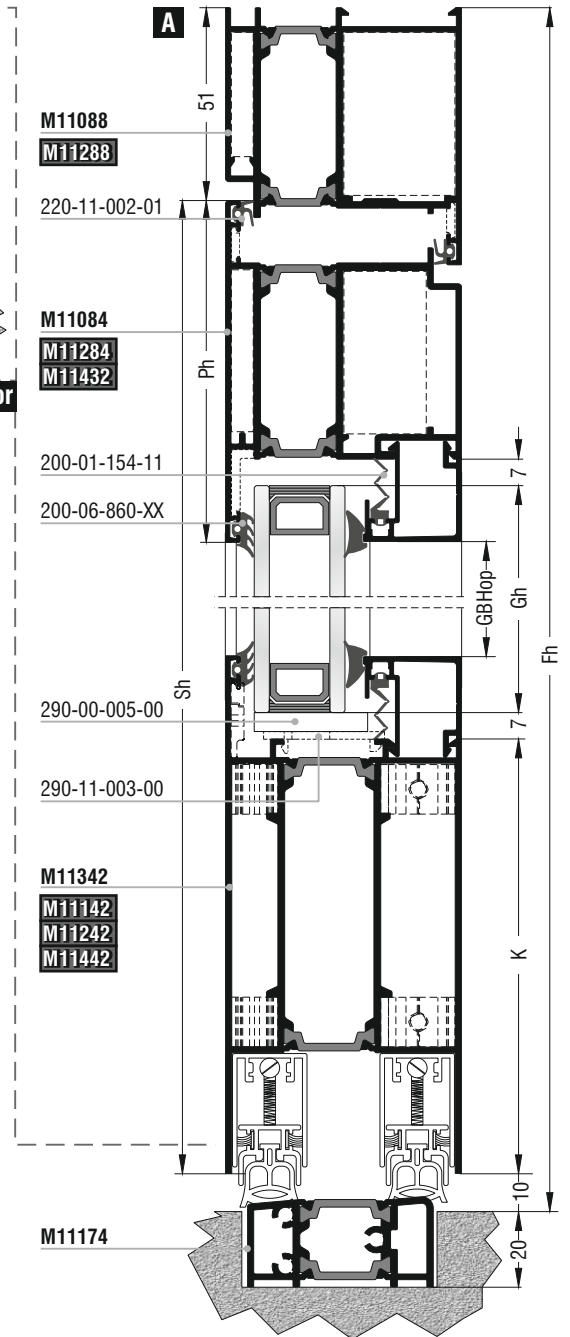 A
51
M11088
M11288
220-11-002-01
M11084
M11284
M11432
or
Ph
200-01-154-11
7
200-06-860-XX
GBHop
Gh
Fh
Sh
290-00-005-00
7
290-11-003-00
M11342
M11142
M11242
M11442
K
10
M11174
20